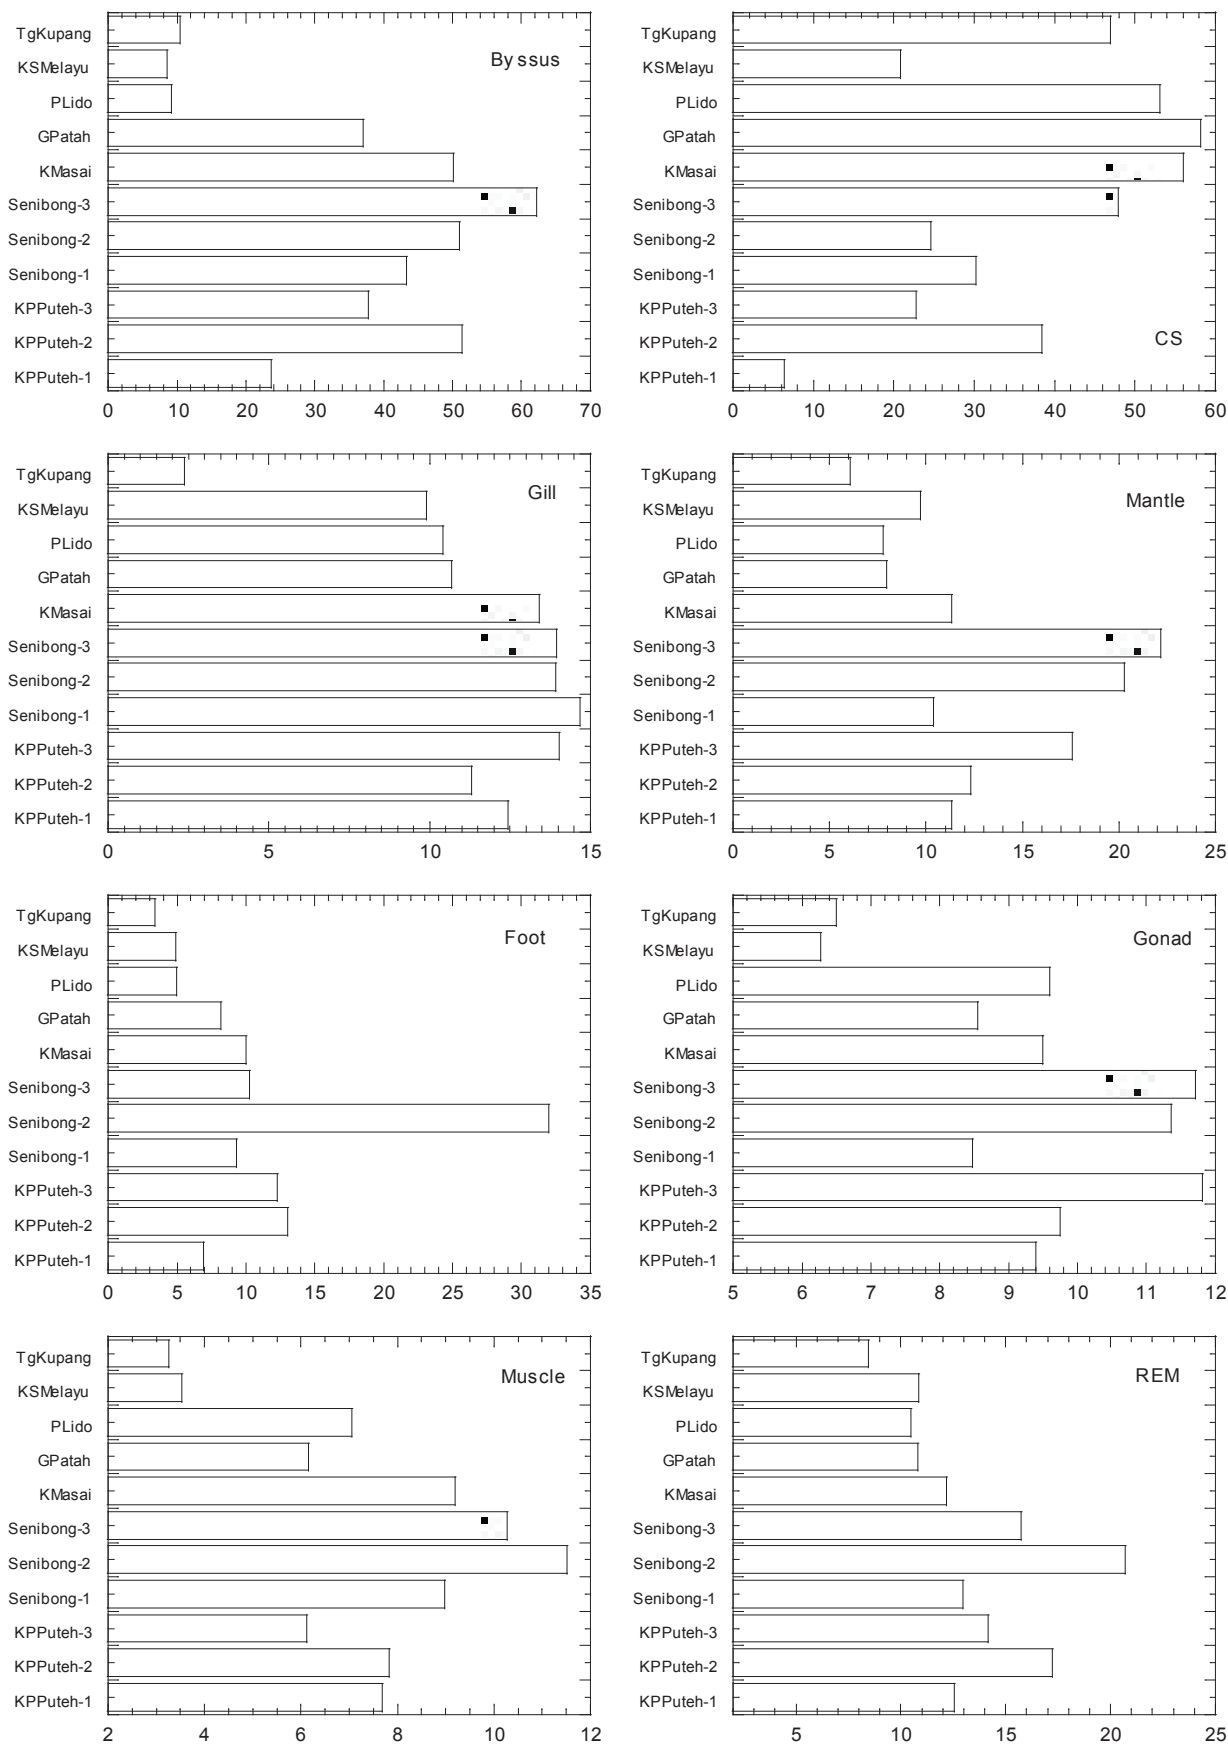 TgKupang
KSMelayu
PLido
GPatah
KMasai
Senibong-3
Senibong-2
Senibong-1
KPPuteh-3
KPPuteh-2
KPPuteh-1
Byssus
0 10 20 30 40 50 60 70
TgKupang
KSMelayu
PLido
GPatah
KMasai
Senibong-3
Senibong-2
Senibong-1
KPPuteh-3
KPPuteh-2
KPPuteh-1
CS
0 10 20 30 40 50 60
TgKupang
KSMelayu
PLido
GPatah
KMasai
Senibong-3
Senibong-2
Senibong-1
KPPuteh-3
KPPuteh-2
KPPuteh-1
Gill
0 5 10 15
TgKupang
KSMelayu
PLido
GPatah
KMasai
Senibong-3
Senibong-2
Senibong-1
KPPuteh-3
KPPuteh-2
KPPuteh-1
Mantle
0 5 10 15 20 25
TgKupang
KSMelayu
PLido
GPatah
KMasai
Senibong-3
Senibong-2
Senibong-1
KPPuteh-3
KPPuteh-2
KPPuteh-1
Foot
0 5 10 15 20 25 30 35
TgKupang
KSMelayu
PLido
GPatah
KMasai
Senibong-3
Senibong-2
Senibong-1
KPPuteh-3
KPPuteh-2
KPPuteh-1
Gonad
5 6 7 8 9 10 11 12
TgKupang
KSMelayu
PLido
GPatah
KMasai
Senibong-3
Senibong-2
Senibong-1
KPPuteh-3
KPPuteh-2
KPPuteh-1
Muscle
2 4 6 8 10 12
TgKupang
KSMelayu
PLido
GPatah
KMasai
Senibong-3
Senibong-2
Senibong-1
KPPuteh-3
KPPuteh-2
KPPuteh-1
REM
5 10 15 20 25